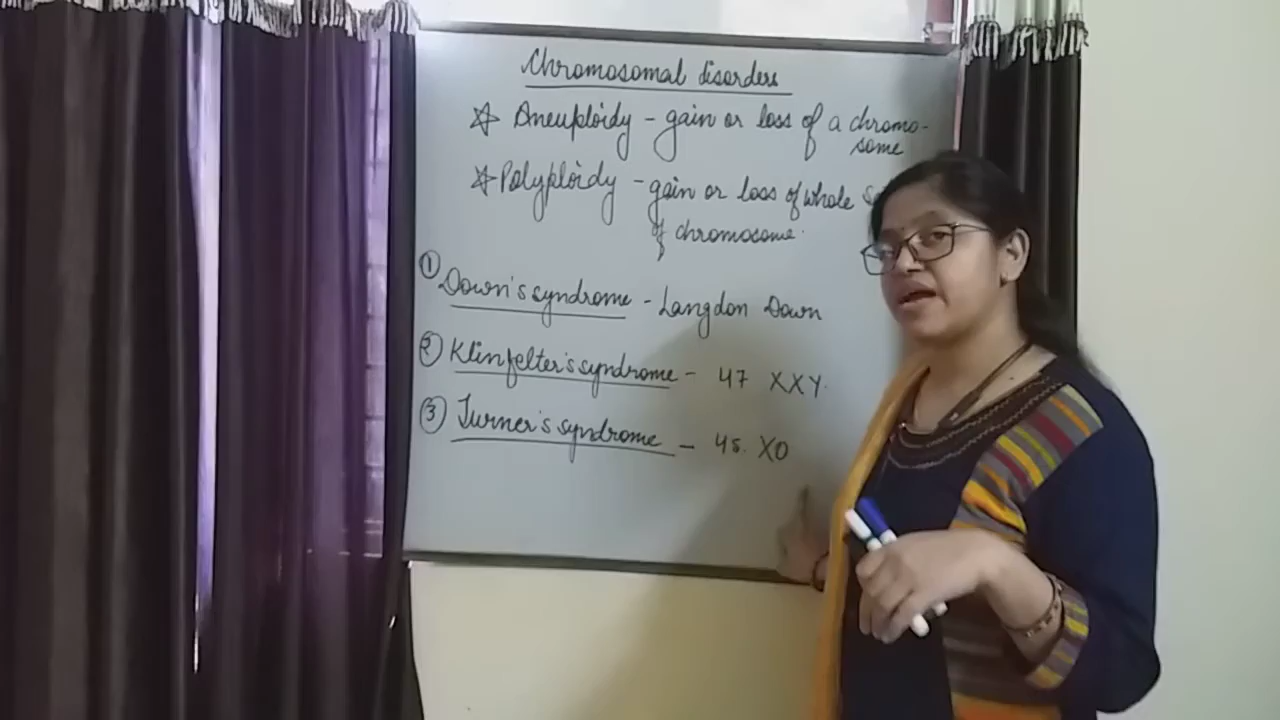 Chromosomal disorders
☆ Aneuploidy - gain or loss of a chromo-
some
☆ Polyploidy - gain or loss of whole
of chromosome.
① Down's syndrome - Langdon Down
② Klinfelter's syndrome - 47 XXY.
③ Turner's syndrome - 45. XO